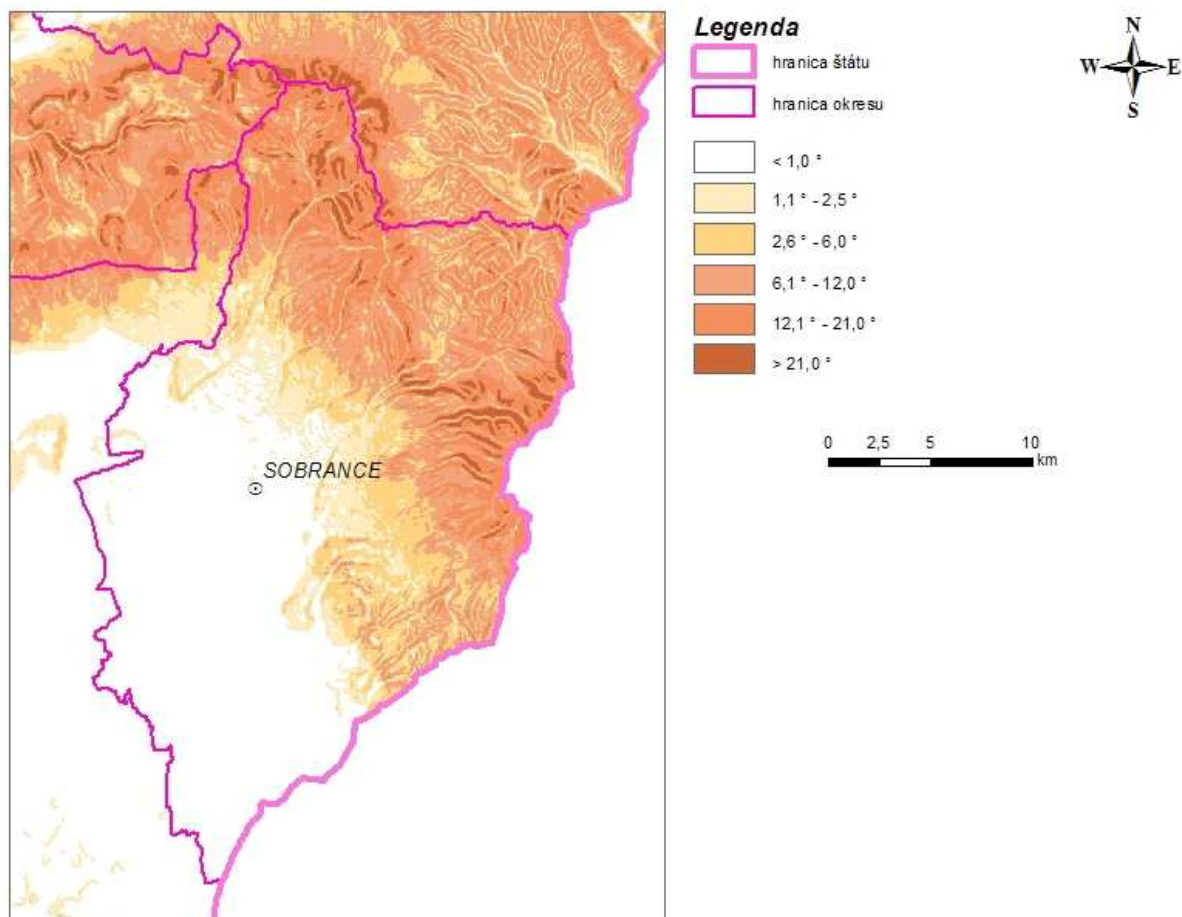 Legenda
hranica štátu
hranica okresu
< 1,0 °
1,1 ° - 2,5 °
2,6 ° - 6,0 °
6,1 ° - 12,0 °
12,1 ° - 21,0 °
> 21,0 °
N
W E
S
0 2,5 5 10
km
SOBRANCE